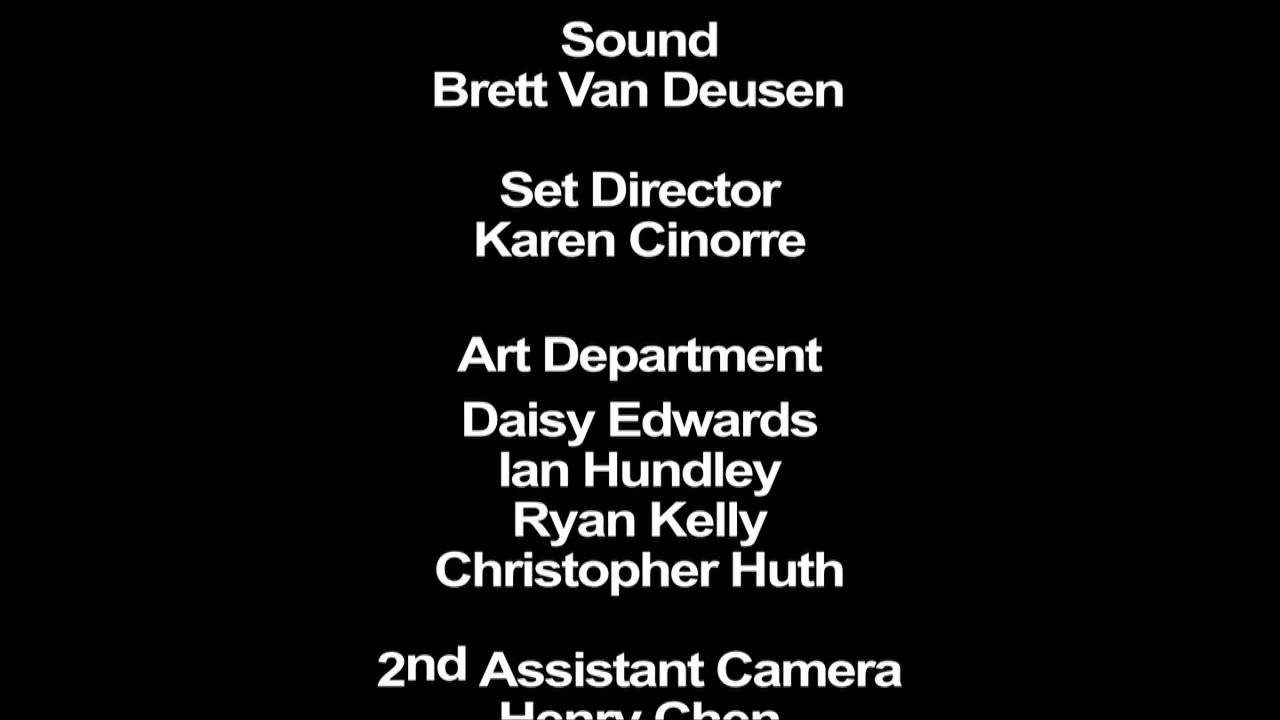 Sound
Brett Van Deusen
Set Director
Karen Cinorre
Art Department
Daisy Edwards
Ian Hundley
Ryan Kelly
Christopher Huth
2nd Assistant Camera
Henry Chen